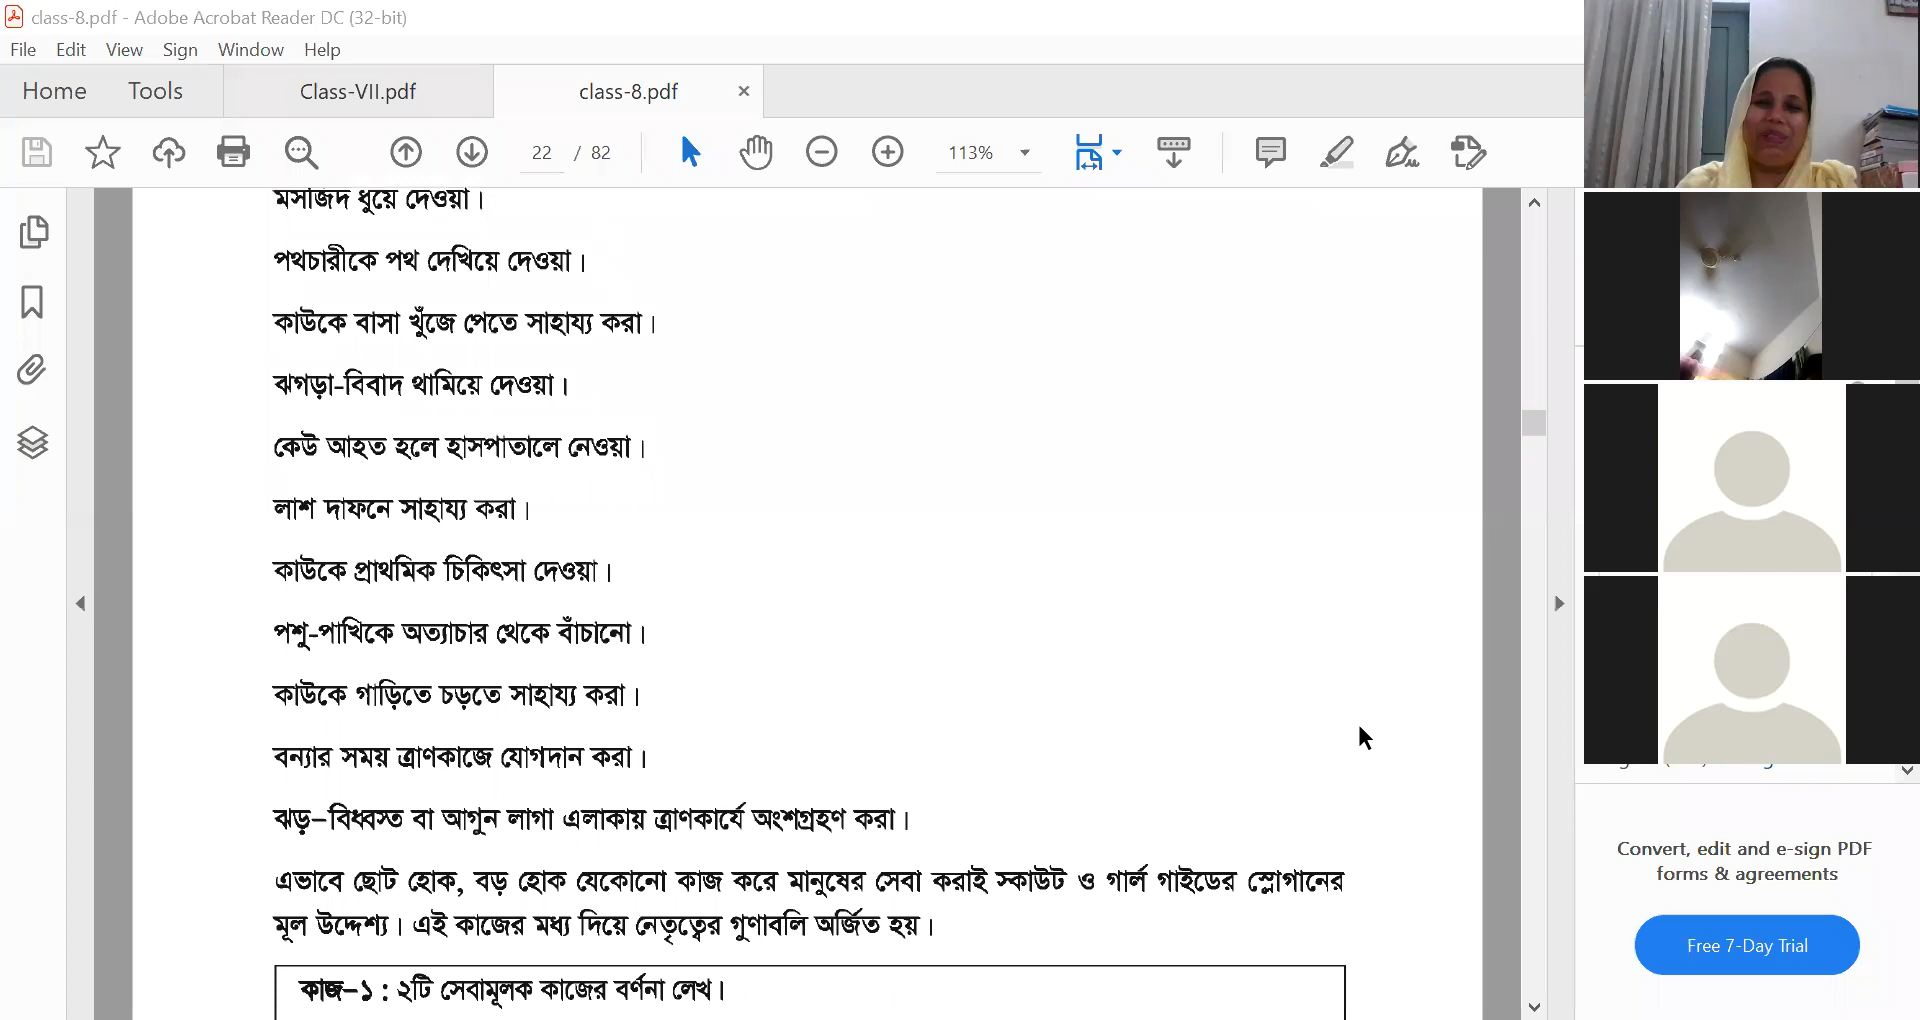 class-8.pdf - Adobe Acrobat Reader DC (32-bit)
File Edit View Sign Window Help
Home Tools Class-VII.pdf class-8.pdf ×
22 / 82 113%
মসজিদ ধুয়ে দেওয়া।
পথচারীকে পথ দেখিয়ে দেওয়া।
কাউকে বাসা খুঁজে পেতে সাহায্য করা।
ঝগড়া-বিবাদ থামিয়ে দেওয়া।
কেউ আহত হলে হাসপাতালে নেওয়া।
লাশ দাফনে সাহায্য করা।
কাউকে প্রাথমিক চিকিৎসা দেওয়া।
পশু-পাখিকে অত্যাচার থেকে বাঁচানো।
কাউকে গাড়িতে চড়তে সাহায্য করা।
বন্যার সময় ত্রাণকাজে যোগদান করা।
ঝড়–বিধ্বস্ত বা আগুন লাগা এলাকায় ত্রাণকার্যে অংশগ্রহণ করা।
এভাবে ছোট হোক, বড় হোক যেকোনো কাজ করে মানুষের সেবা করাই স্কাউট ও গার্ল গাইডের স্লোগানের
মূল উদ্দেশ্য। এই কাজের মধ্য দিয়ে নেতৃত্বের গুণাবলি অর্জিত হয়।
কাজ–১ : ২টি সেবামূলক কাজের বর্ণনা লেখ।
Convert, edit and e-sign PDF
forms & agreements
Free 7-Day Trial